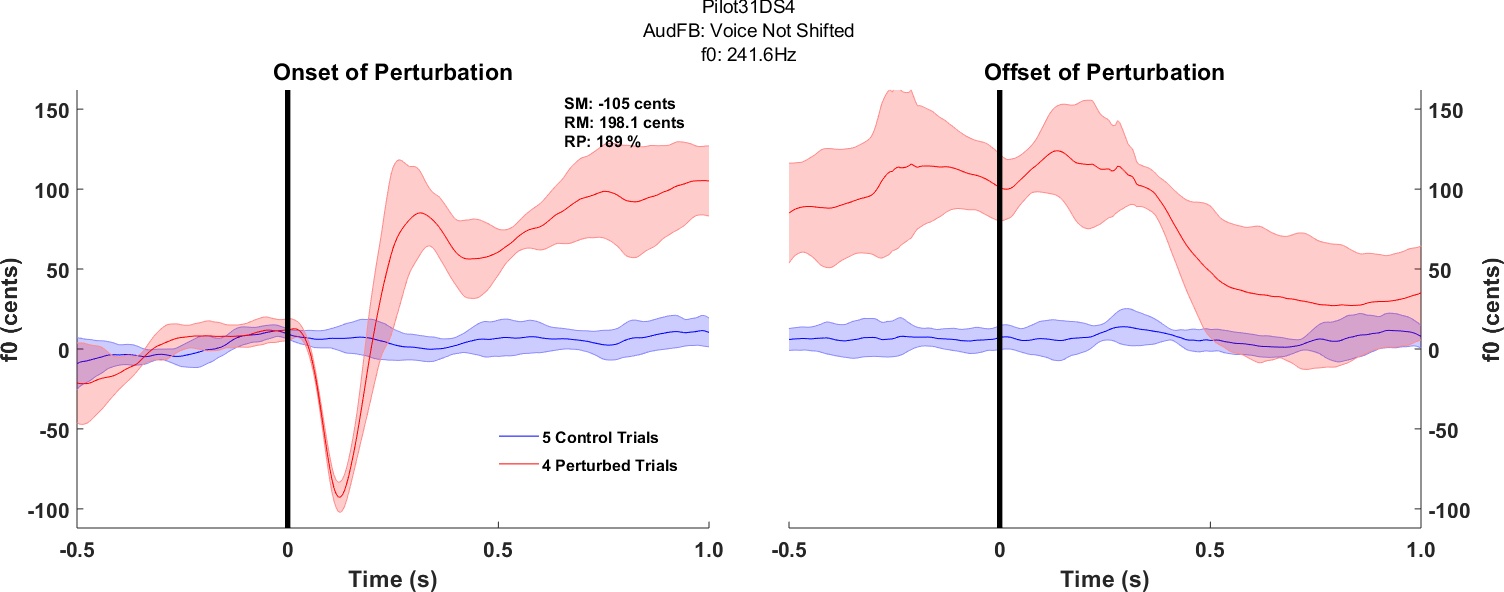 Pilot31DS4
AudFB: Voice Not Shifted
f0: 241.6Hz
Onset of Perturbation
SM: -105 cents
RM: 198.1 cents
RP: 189 %
f0 (cents)
150
100
50
0
-50
-100
5 Control Trials
4 Perturbed Trials
-0.5
0
0.5
1.0
Time (s)
Offset of Perturbation
150
100
50
0
-50
-100
f0 (cents)
-0.5
0
0.5
1.0
Time (s)